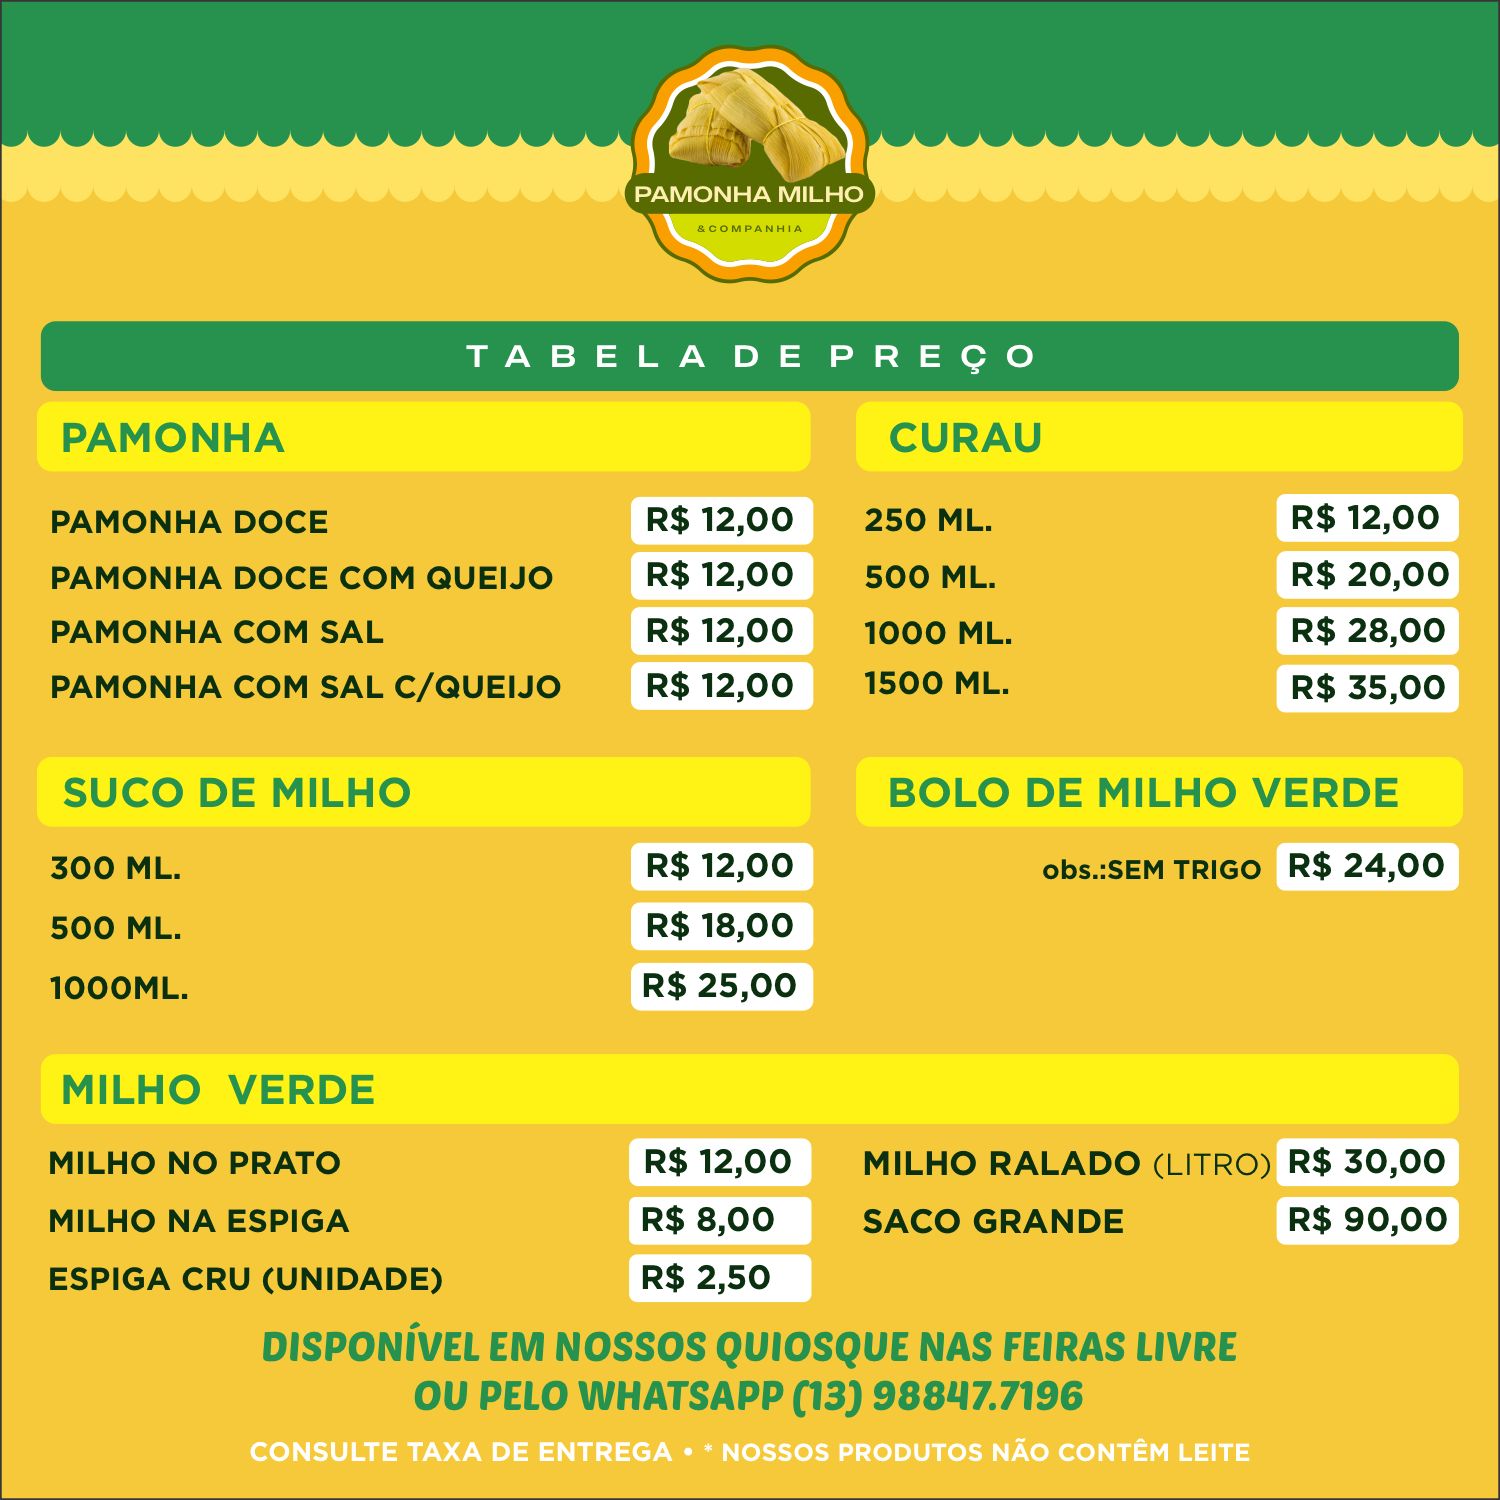 PAMONHA MILHO
&COMPANHIA
TABELA DE PREÇO
PAMONHA
PAMONHA DOCE R$ 12,00
PAMONHA DOCE COM QUEIJO R$ 12,00
PAMONHA COM SAL R$ 12,00
PAMONHA COM SAL C/QUEIJO R$ 12,00
CURAU
250 ML. R$ 12,00
500 ML. R$ 20,00
1000 ML. R$ 28,00
1500 ML. R$ 35,00
SUCO DE MILHO
300 ML. R$ 12,00
500 ML. R$ 18,00
1000ML. R$ 25,00
BOLO DE MILHO VERDE
obs.:SEM TRIGO R$ 24,00
MILHO VERDE
MILHO NO PRATO R$ 12,00
MILHO NA ESPIGA R$ 8,00
ESPIGA CRU (UNIDADE) R$ 2,50
MILHO RALADO (LITRO) R$ 30,00
SACO GRANDE R$ 90,00
DISPONÍVEL EM NOSSOS QUIOSQUE NAS FEIRAS LIVRE
OU PELO WHATSAPP (13) 98847.7196
CONSULTE TAXA DE ENTREGA • * NOSSOS PRODUTOS NÃO CONTÊM LEITE